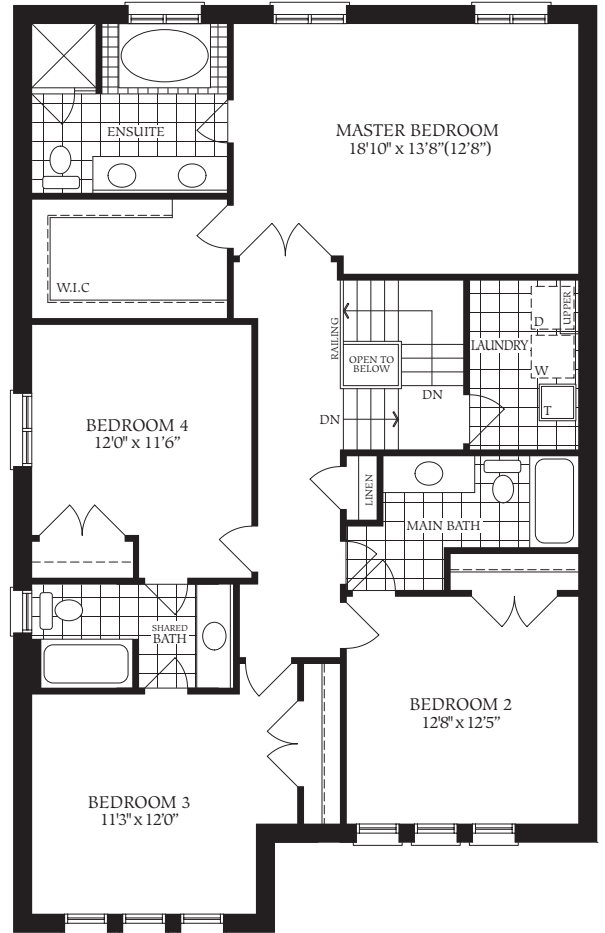 ENSUITE
MASTER BEDROOM
18'10" x 13'8"(12'8")
W.I.C
RAILING
UPPER
D
LAUNDRY
W
OPEN TO
BELOW
DN
T
DN
BEDROOM 4
12'0" x 11'6"
LINEN
MAIN BATH
SHARED
BATH
BEDROOM 2
12'8" x 12'5"
BEDROOM 3
11'3" x 12'0"